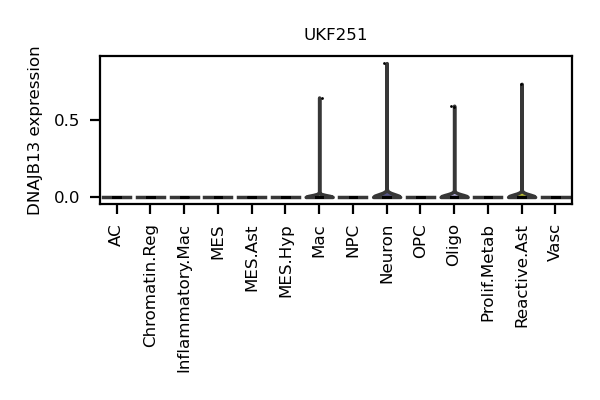 UKF251
DNAJB13 expression
0.5
0.0
AC
Chromatin.Reg
Inflammatory.Mac
MES
MES.Ast
MES.Hyp
Mac
NPC
Neuron
OPC
Oligo
Prolif.Metab
Reactive.Ast
Vasc